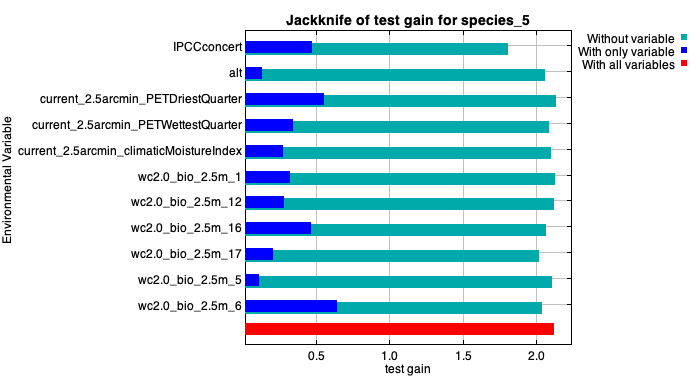 Jackknife of test gain for species_5
Without variable
With only variable
With all variables
Environmental Variable
IPCCconcert
alt
current_2.5arcmin_PETDriestQuarter
current_2.5arcmin_PETWettestQuarter
current_2.5arcmin_climaticMoistureIndex
wc2.0_bio_2.5m_1
wc2.0_bio_2.5m_12
wc2.0_bio_2.5m_16
wc2.0_bio_2.5m_17
wc2.0_bio_2.5m_5
wc2.0_bio_2.5m_6
0.5 1.0 1.5 2.0
test gain